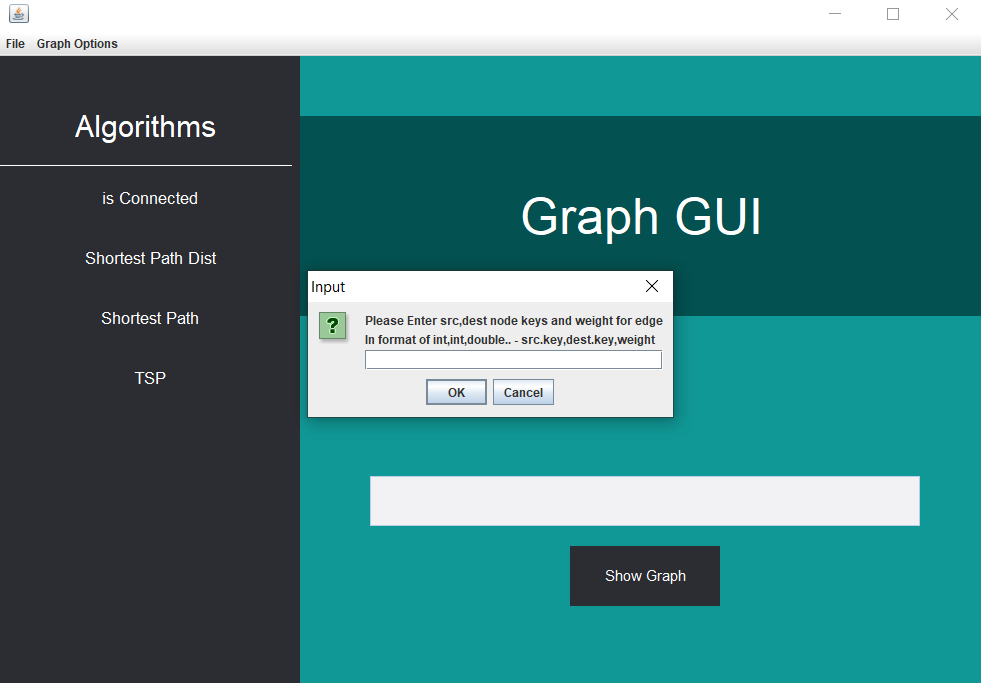 File Graph Options
Algorithms
is Connected
Shortest Path Dist
Shortest Path
TSP
Graph GUI
Input
Please Enter src,dest node keys and weight for edge
In format of int,int,double.. - src.key,dest.key,weight
OK Cancel
Show Graph